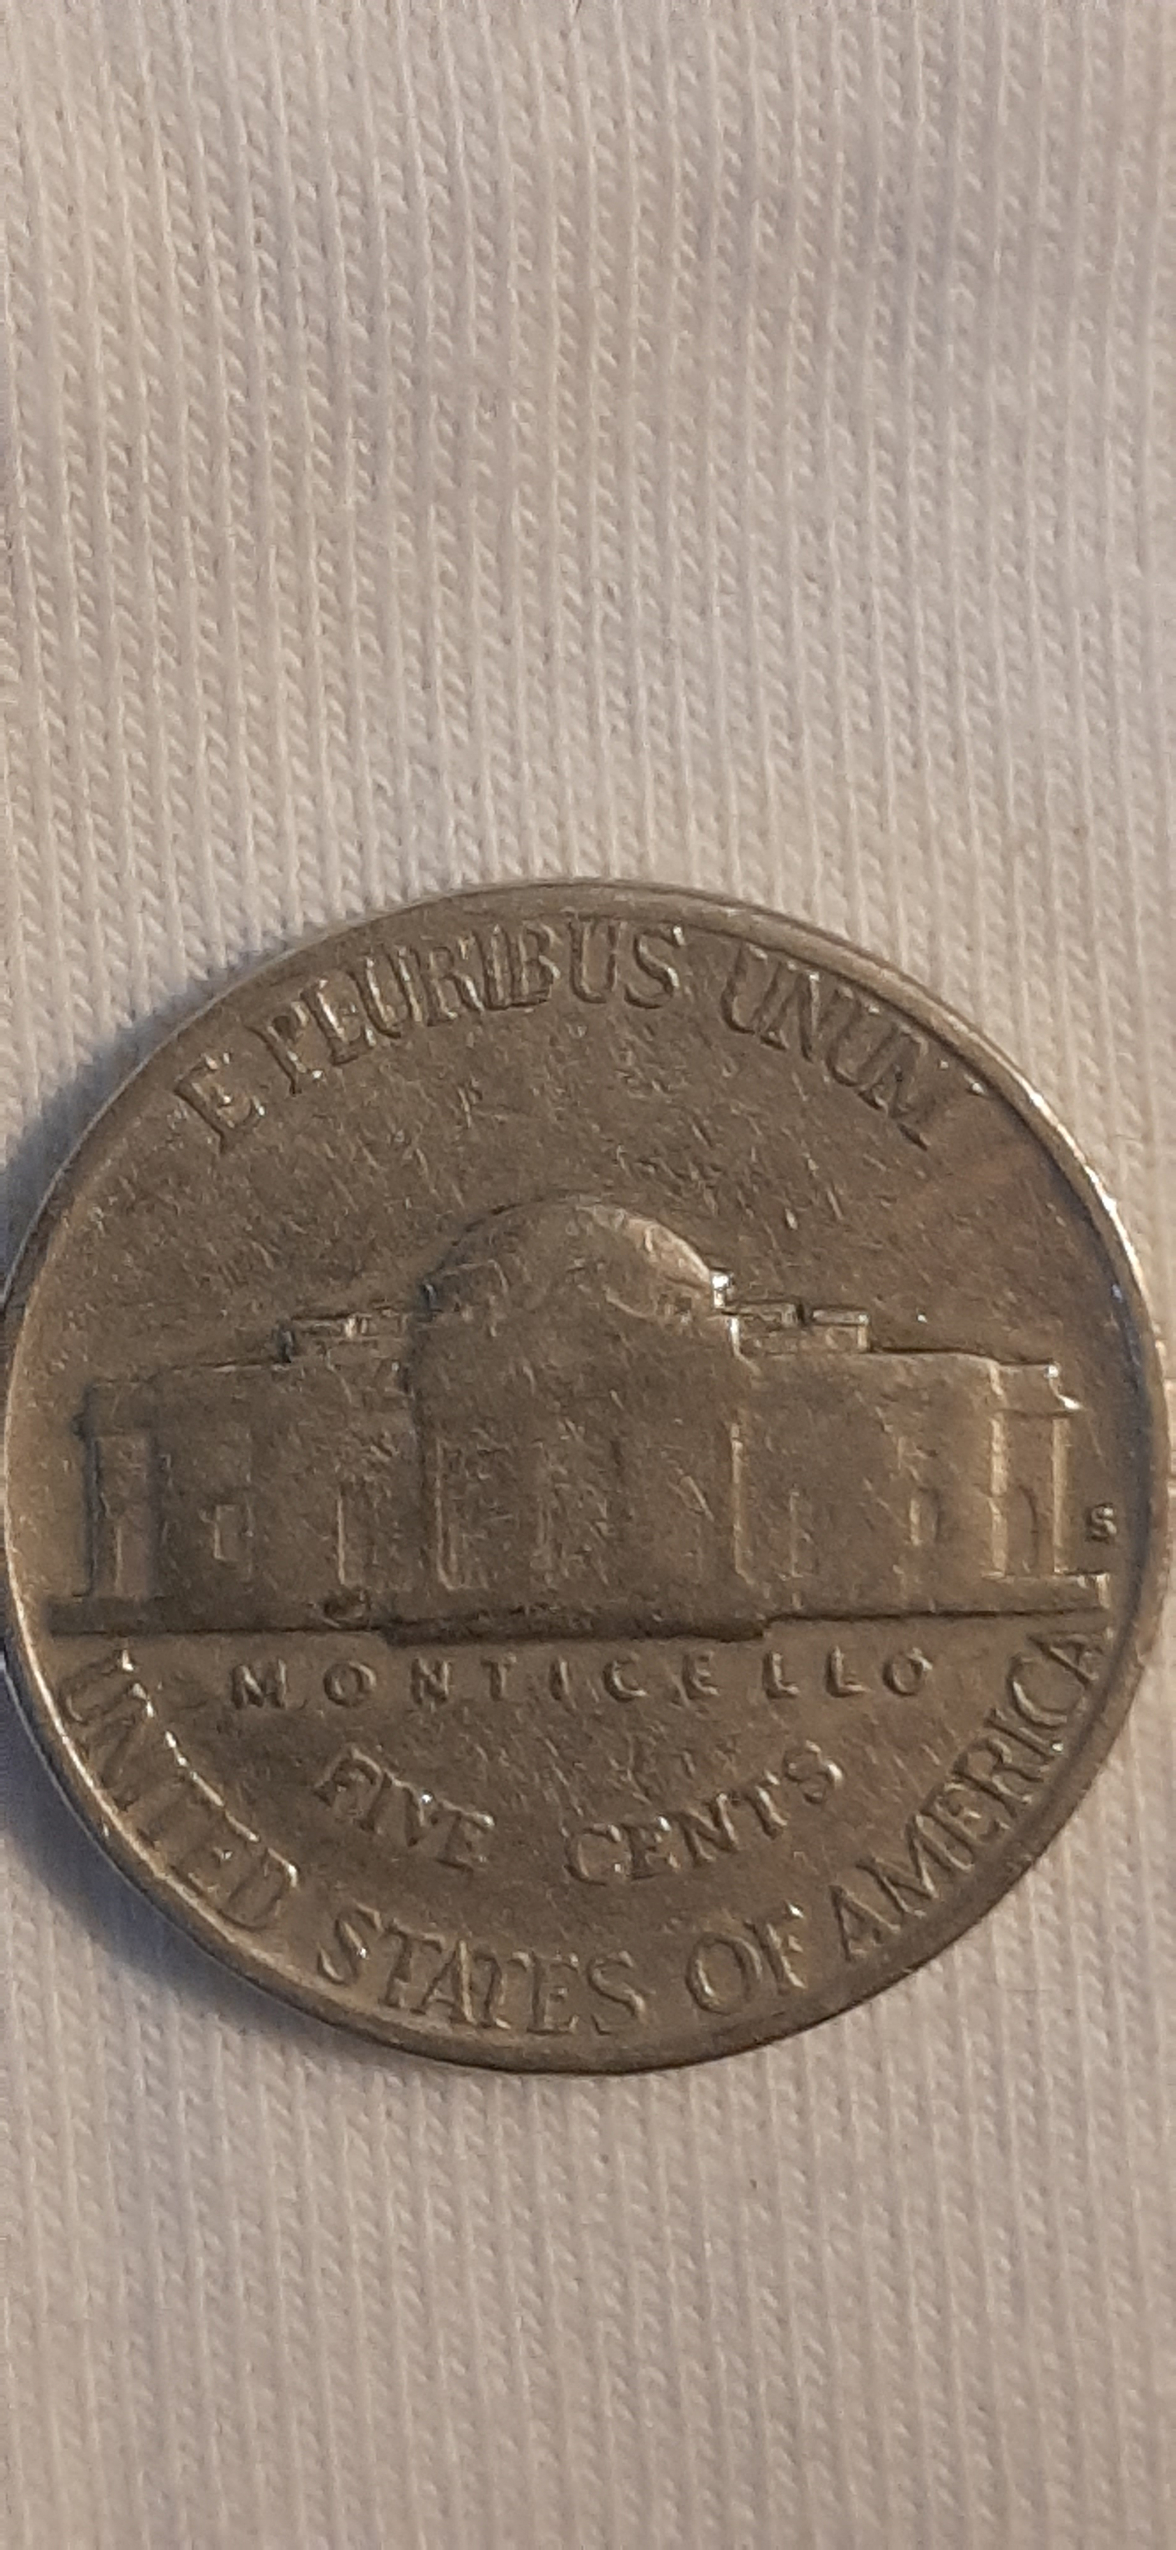 E PLURIBUS UNUM
S
MONTICELLO
FIVE CENTS
UNITED STATES OF AMERICA